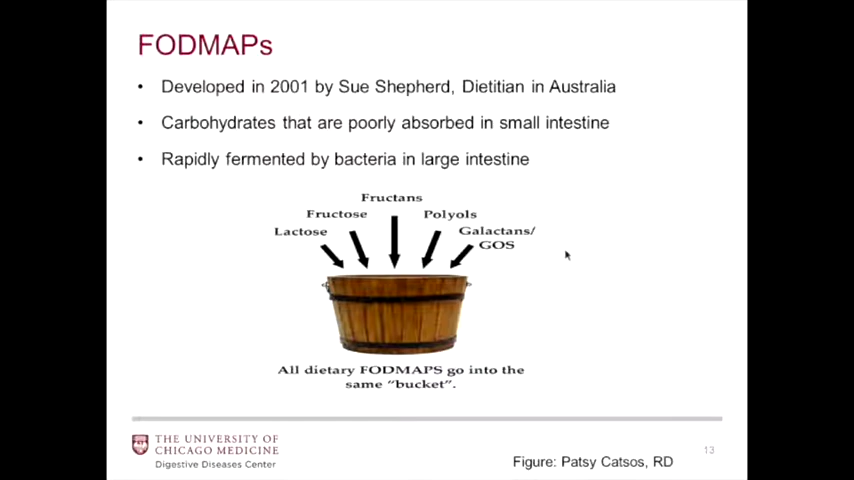 FODMAPs
• Developed in 2001 by Sue Shepherd, Dietitian in Australia
• Carbohydrates that are poorly absorbed in small intestine
• Rapidly fermented by bacteria in large intestine
Fructans
Fructose Polyols
Lactose Galactans/
GOS
All dietary FODMAPS go into the
same “bucket”.
THE UNIVERSITY OF
CHICAGO MEDICINE
Digestive Diseases Center
13
Figure: Patsy Catsos, RD